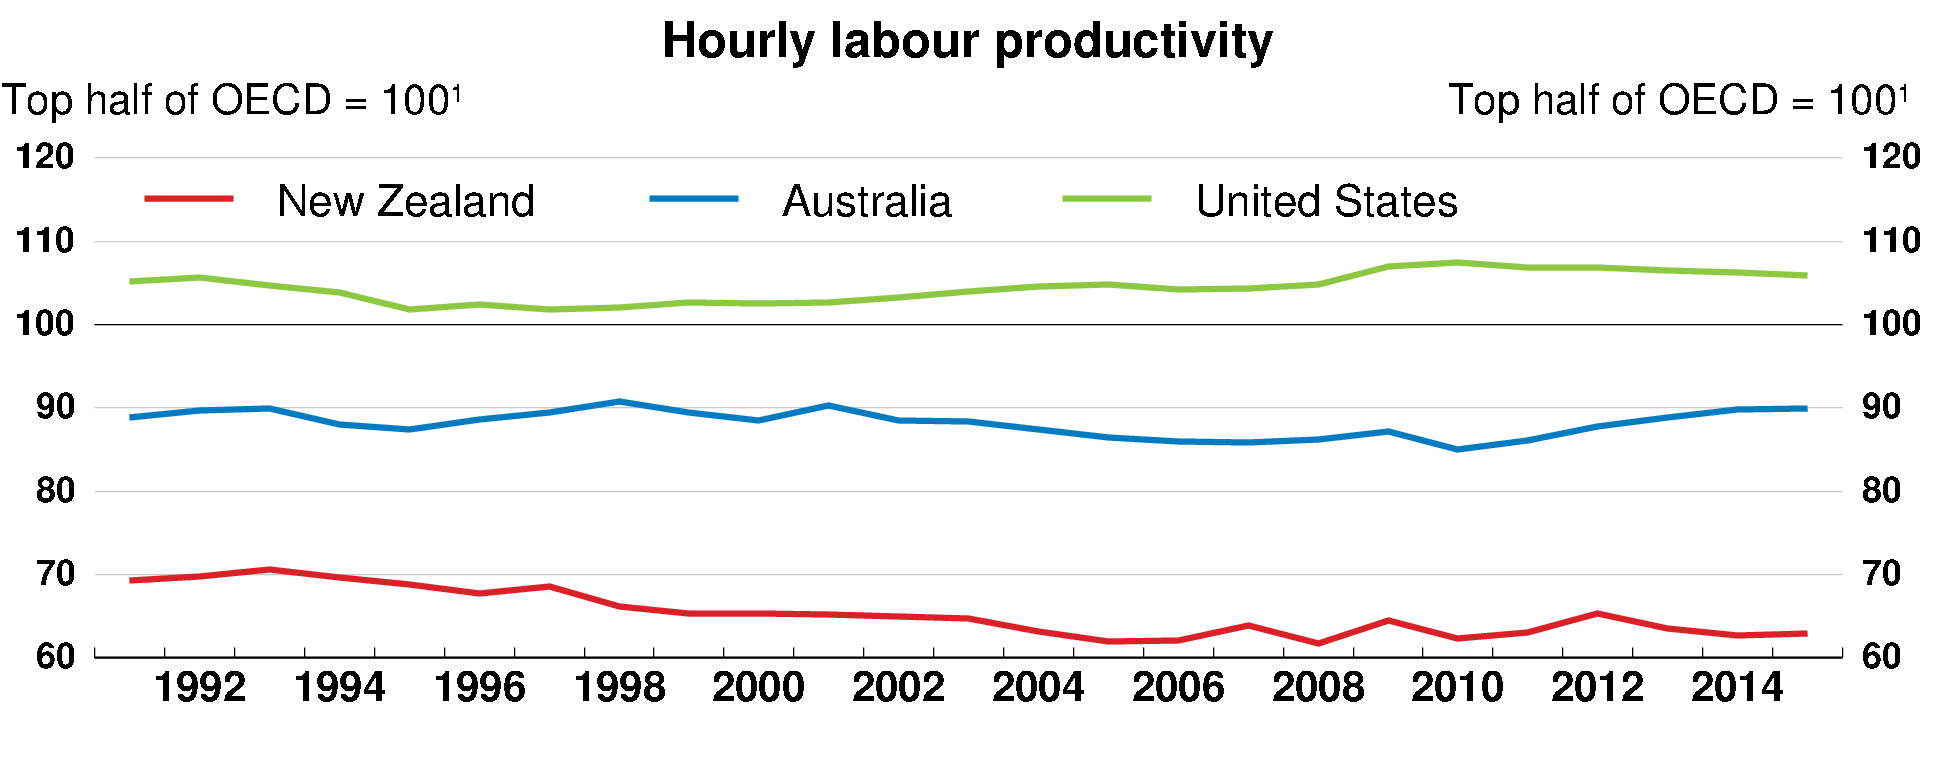 Hourly labour productivity
Top half of OECD = 100¹ Top half of OECD = 100¹
120 120
New Zealand Australia United States
110 110
100 100
90 90
80 80
70 70
60 60
1992 1994 1996 1998 2000 2002 2004 2006 2008 2010 2012 2014